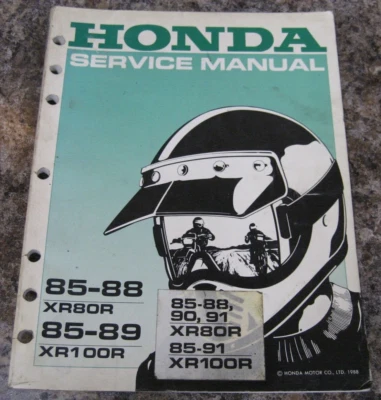 HONDA
SERVICE MANUAL
85-88
XR80R
85-89
XR100R
85-88,
90, 91
XR80R
85-91
XR100R
© HONDA MOTOR CO., LTD. 1988